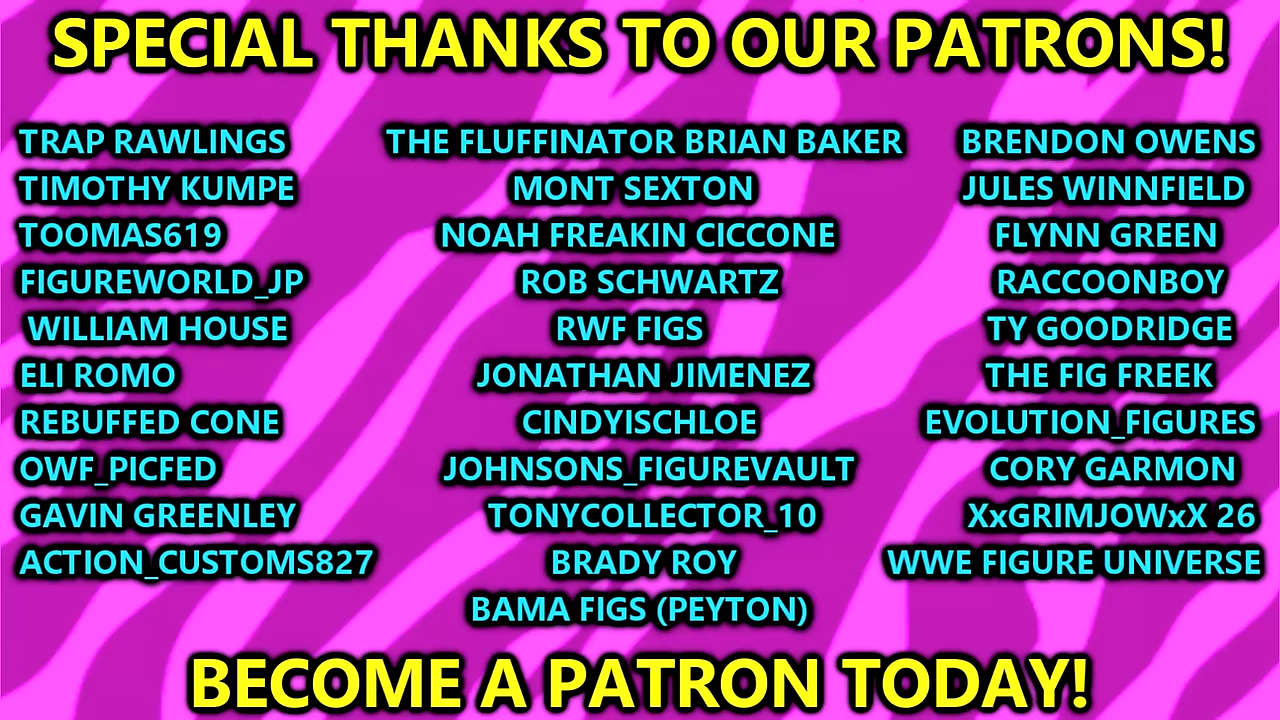 SPECIAL THANKS TO OUR PATRONS!
TRAP RAWLINGS
TIMOTHY KUMPE
TOOMAS619
FIGUREWORLD_JP
WILLIAM HOUSE
ELI ROMO
REBUFFED CONE
OWF_PICFED
GAVIN GREENLEY
ACTION_CUSTOMS827
THE FLUFFINATOR BRIAN BAKER
MONT SEXTON
NOAH FREAKIN CICCONE
ROB SCHWARTZ
RWF FIGS
JONATHAN JIMENEZ
CINDYISCHLOE
JOHNSONS_FIGUREVAULT
TONYCOLLECTOR_10
BRADY ROY
BAMA FIGS (PEYTON)
BRENDON OWENS
JULES WINNFIELD
FLYNN GREEN
RACCOONBOY
TY GOODRIDGE
THE FIG FREEK
EVOLUTION_FIGURES
CORY GARMON
XxGRIMJOWxX 26
WWE FIGURE UNIVERSE
BECOME A PATRON TODAY!